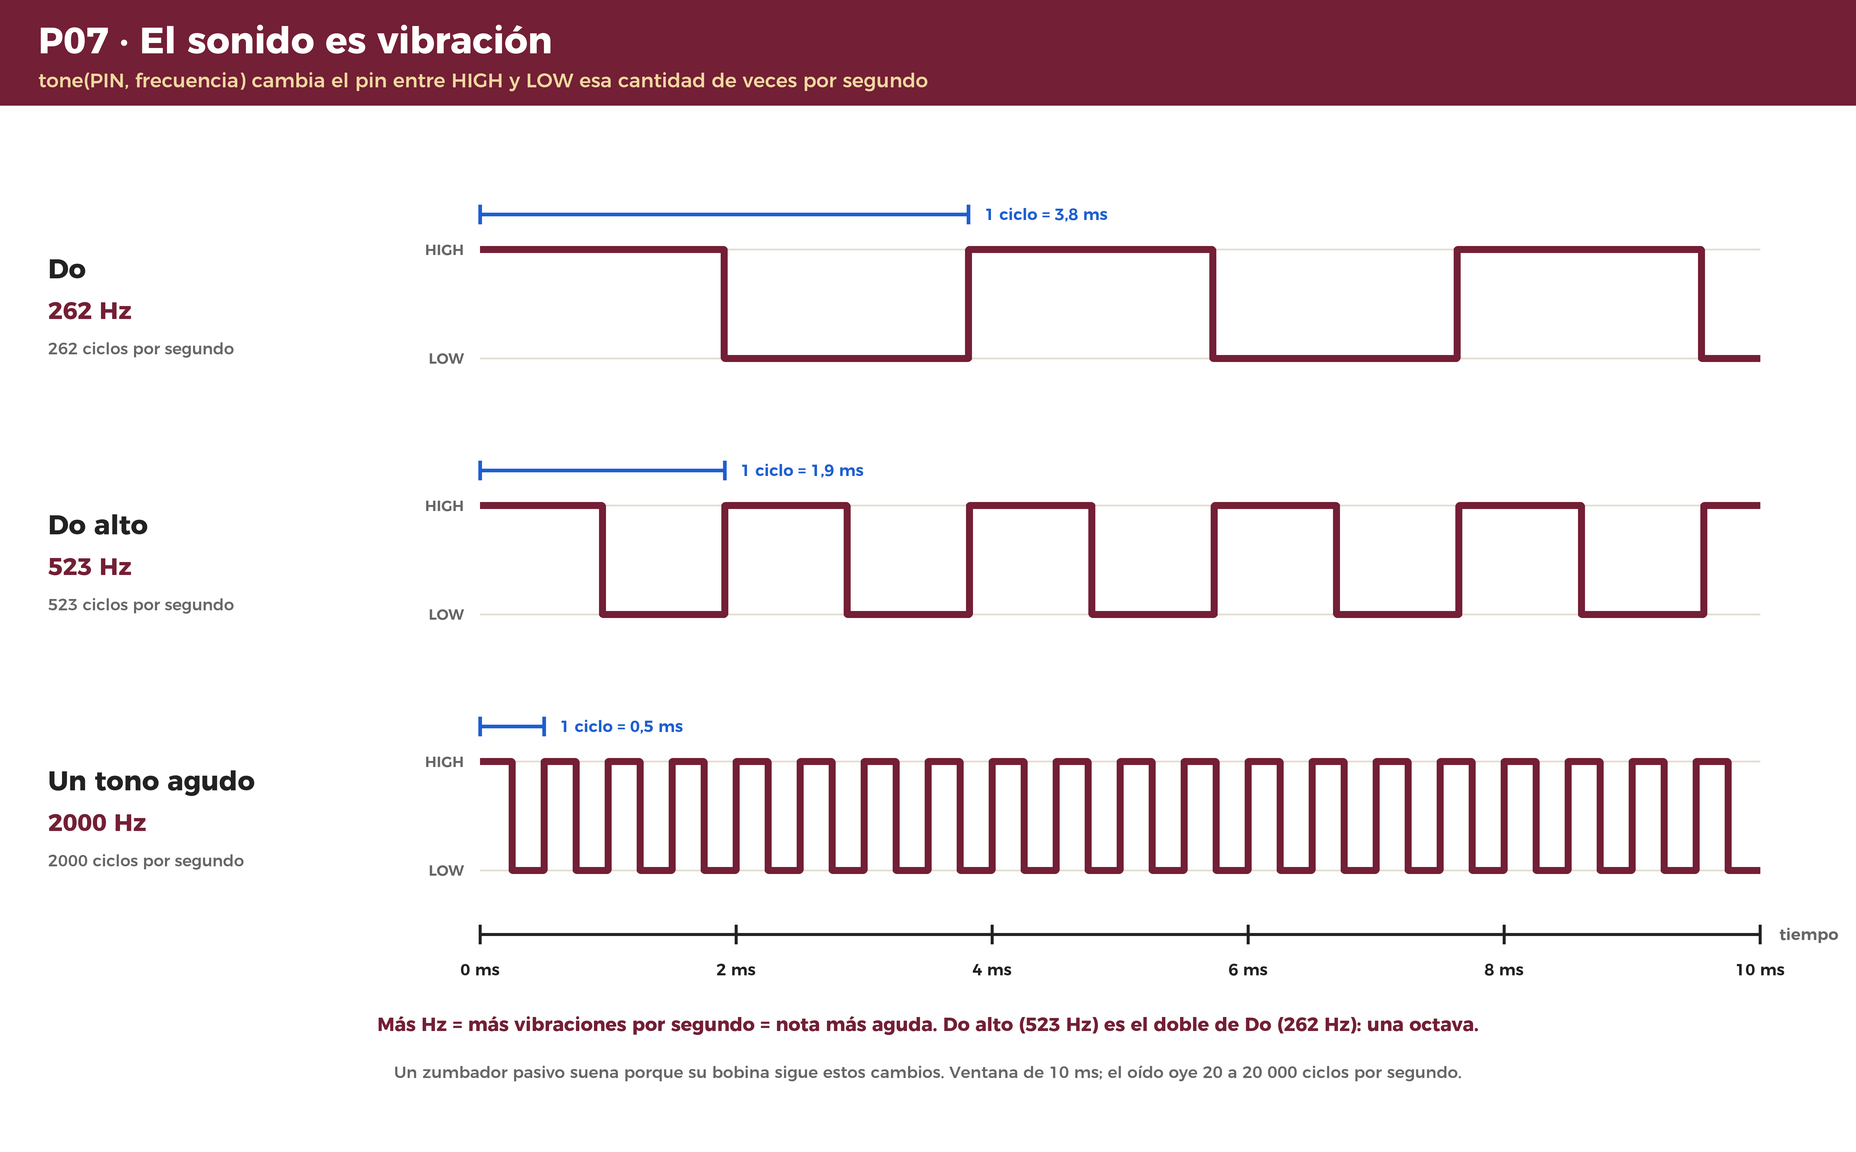 P07 · El sonido es vibración
tone(PIN, frecuencia) cambia el pin entre HIGH y LOW esa cantidad de veces por segundo
1 ciclo = 3,8 ms
HIGH
Do
262 Hz
262 ciclos por segundo
LOW
1 ciclo = 1,9 ms
HIGH
Do alto
523 Hz
523 ciclos por segundo
LOW
1 ciclo = 0,5 ms
HIGH
Un tono agudo
2000 Hz
2000 ciclos por segundo
LOW
tiempo
0 ms 2 ms 4 ms 6 ms 8 ms 10 ms
Más Hz = más vibraciones por segundo = nota más aguda. Do alto (523 Hz) es el doble de Do (262 Hz): una octava.
Un zumbador pasivo suena porque su bobina sigue estos cambios. Ventana de 10 ms; el oído oye 20 a 20 000 ciclos por segundo.